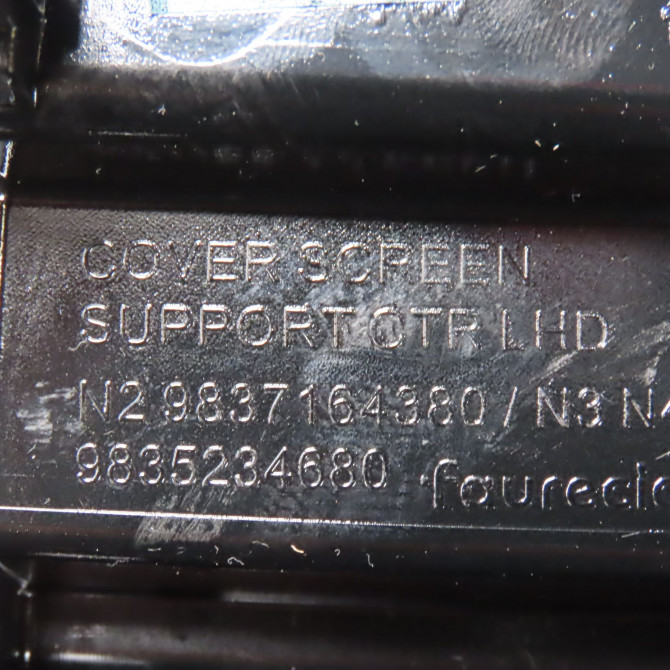 COVER SCREEN
SUPPORT CTR LHD
N2 9837164380 / N3 N4
9835234680 faurecia